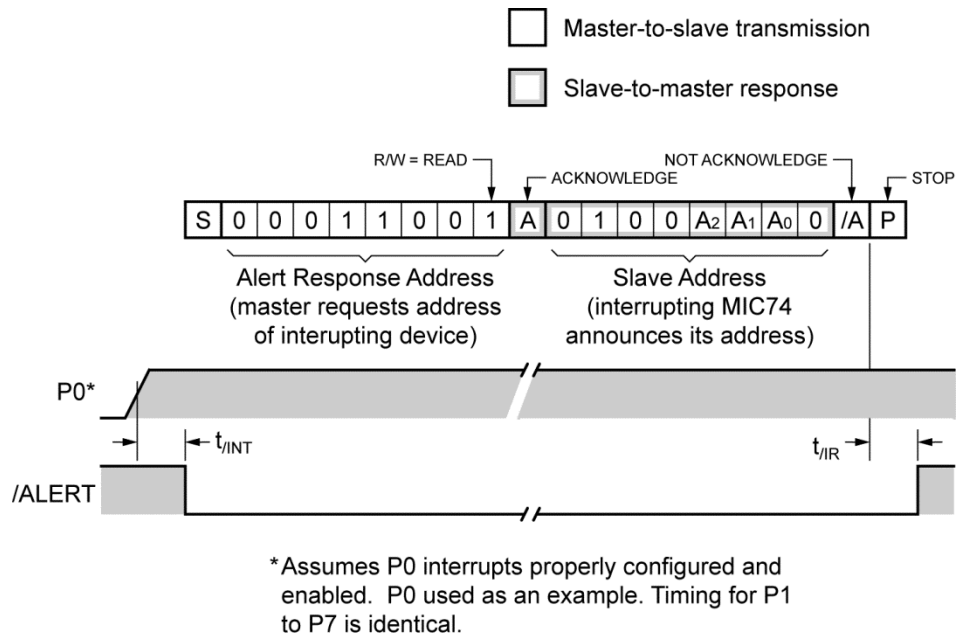 Master-to-slave transmission
Slave-to-master response
R/W = READ
ACKNOWLEDGE
NOT ACKNOWLEDGE
STOP
S 0 0 0 1 1 0 0 1 A 0 1 0 0 A2 A1 A0 0 /A P
Alert Response Address
(master requests address
of interupting device)
Slave Address
(interrupting MIC74
announces its address)
P0*
t/INT
t/IR
/ALERT
*Assumes P0 interrupts properly configured and
enabled. P0 used as an example. Timing for P1
to P7 is identical.